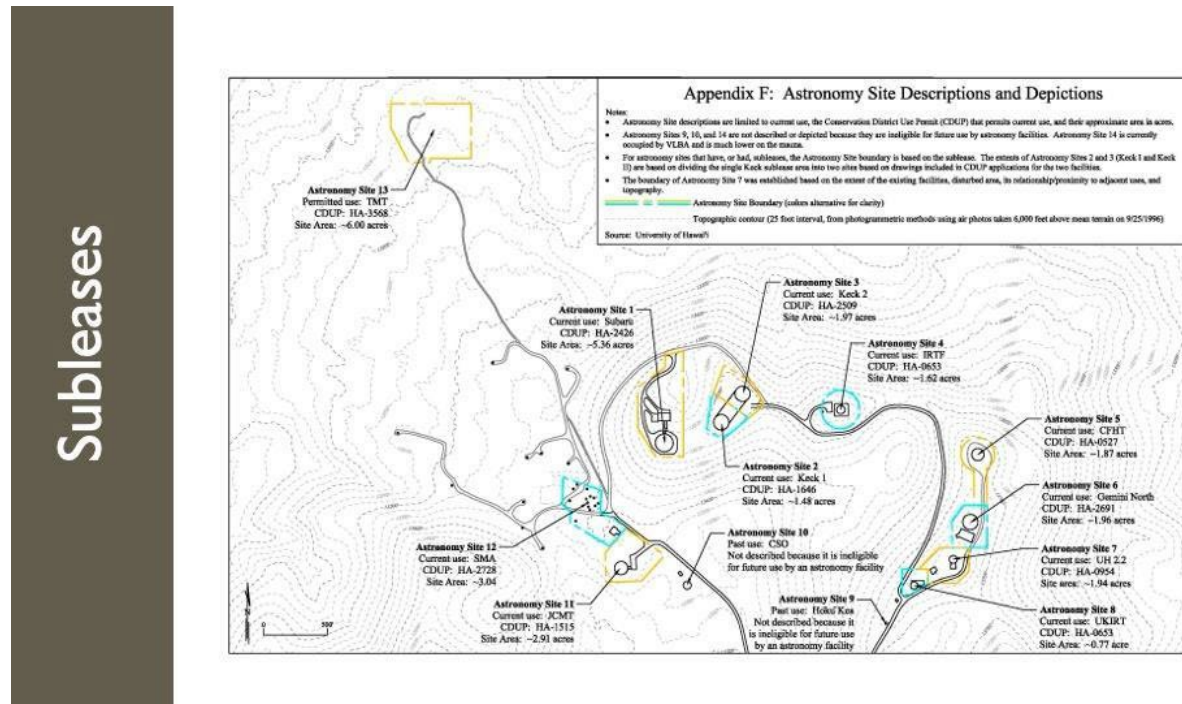 Subleases
Appendix F: Astronomy Site Descriptions and Depictions
Notes:
• Astronomy Site descriptions are limited to current use, the Conservation District Use Permit (CDUP) that permits current use, and their approximate area in acres.
• Astronomy Sites 9, 10, and 14 are not described or depicted because they are ineligible for future use by astronomy facilities. Astronomy Site 14 is currently
occupied by VLBA and is much lower on the mauna.
• For astronomy sites that have, or had, subleases, the Astronomy Site boundary is based on the sublease. The extents of Astronomy Sites 2 and 3 (Keck I and Keck
II) are based on dividing the single Keck sublease area into two sites based on drawings included in CDUP applications for the two facilities.
• The boundary of Astronomy Site 7 was established based on the extent of the existing facilities, disturbed area, its relationship/proximity to adjacent uses, and
topography.
Astronomy Site Boundary (colors alternative for clarity)
Topographic contour (25 foot interval, from photogrammetric methods using air photos takes 6,000 feet above mean terrain on 9/25/1996)
Source: University of Hawai'i
Astronomy Site 13
Permitted use: TMT
CDUP: HA-3568
Site Area: ~6.00 acres
Astronomy Site 1
Current use: Subaru
CDUP: HA-2426
Site Area: ~5.36 acres
Astronomy Site 3
Current use: Keck 2
CDUP: HA-2509
Site Area: ~1.97 acres
Astronomy Site 4
Current use: IRTF
CDUP: HA-0653
Site Area: ~1.62 acres
Astronomy Site 5
Current use: CFHT
CDUP: HA-0527
Site Area: ~1.87 acres
Astronomy Site 2
Current use: Keck 1
CDUP: HA-1646
Site Area: ~1.48 acres
Astronomy Site 6
Current use: Gemini North
CDUP: HA-2691
Site Area: ~1.96 acres
Astronomy Site 10
Past use: CSO
Not described because it is ineligible
for future use by an astronomy facility
Astronomy Site 12
Current use: SMA
CDUP: HA-2728
Site Area: ~3.04
Astronomy Site 7
Current use: UH 2.2
CDUP: HA-0954
Site area: ~1.94 acres
Astronomy Site 11
Current use: JCMT
CDUP: HA-1515
Site Area: ~2.91 acres
Astronomy Site 9
Past use: Hōkū Kea
Not described because it
is ineligible for future use
by an astronomy facility
Astronomy Site 8
Current use: UKIRT
CDUP: HA-0653
Site Area: ~0.77 acre
0 500